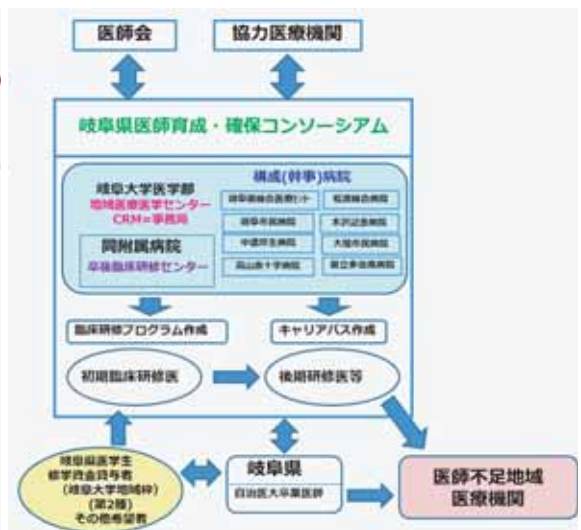 医師会
協力医療機関
岐阜県医師育成・確保コンソーシアム
岐阜大学医学部
地域医療医学センター
CRM=事務局
同附属病院
卒後臨床研修センター
構成(幹事)病院
岐阜県総合医療センター
松波総合病院
岐阜市民病院
木沢記念病院
中濃厚生病院
大垣市民病院
高山赤十字病院
県立多治見病院
臨床研修プログラム作成
キャリアパス作成
初期臨床研修医
後期研修医等
岐阜県医学生
修学資金貸与者
(岐阜大学地域枠)
(第2種)
その他希望者
岐阜県
自治医大卒業医師
医師不足地域
医療機関